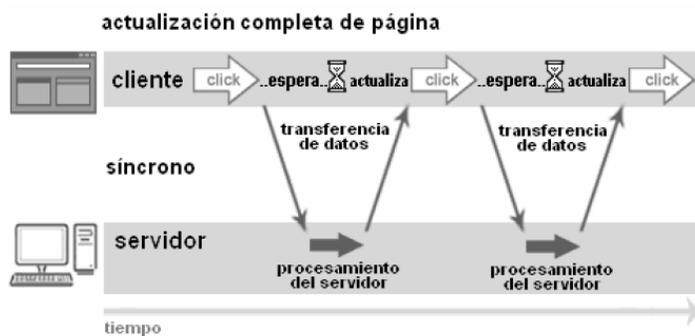 actualización completa de página
cliente click ..espera.. actualiza click ..espera.. actualiza click
transferencia de datos
transferencia de datos
síncrono
servidor
procesamiento del servidor
procesamiento del servidor
tiempo